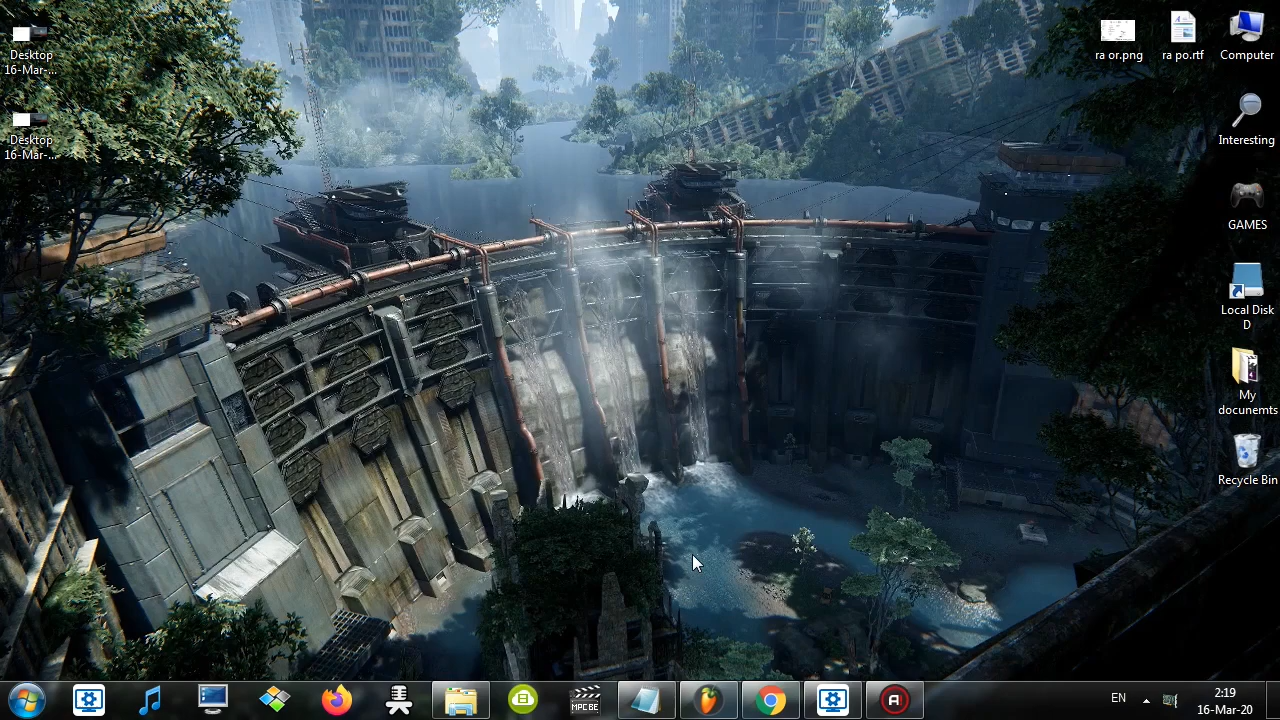 Desktop
16-Mar-...
Desktop
16-Mar-...
ra or.png
ra po.rtf
Computer
Interesting
GAMES
Local Disk
D
My
documemts
Recycle Bin
MPC BE
EN
2:19
16-Mar-20